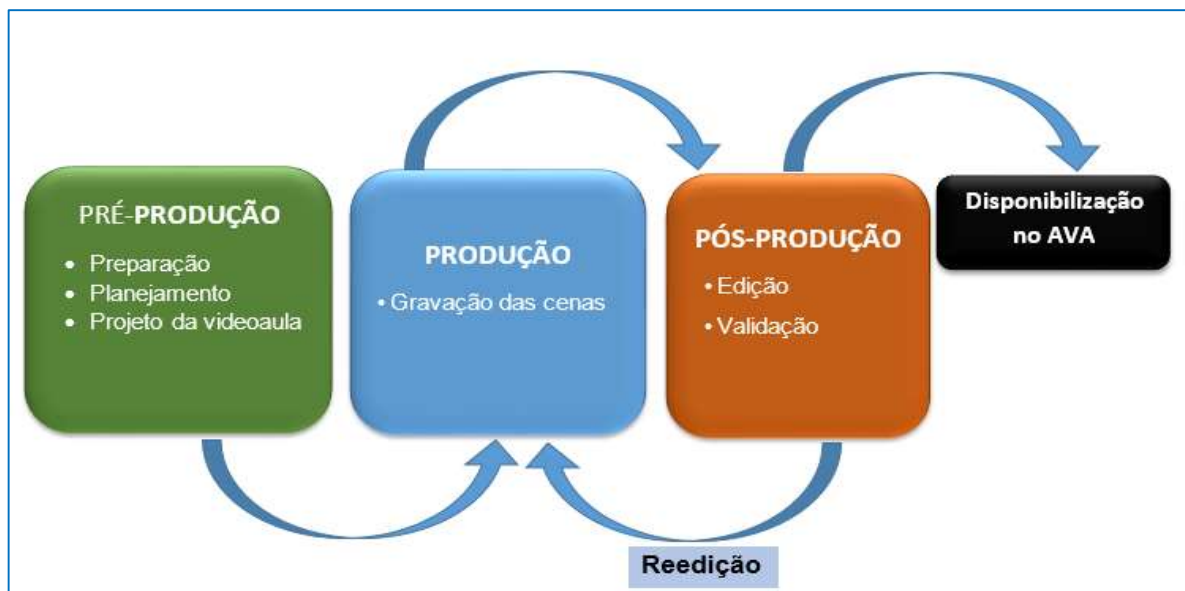 PRÉ-PRODUÇÃO
• Preparação
• Planejamento
• Projeto da videoaula
PRODUÇÃO
• Gravação das cenas
PÓS-PRODUÇÃO
• Edição
• Validação
Disponibilização
no AVA
Reedição